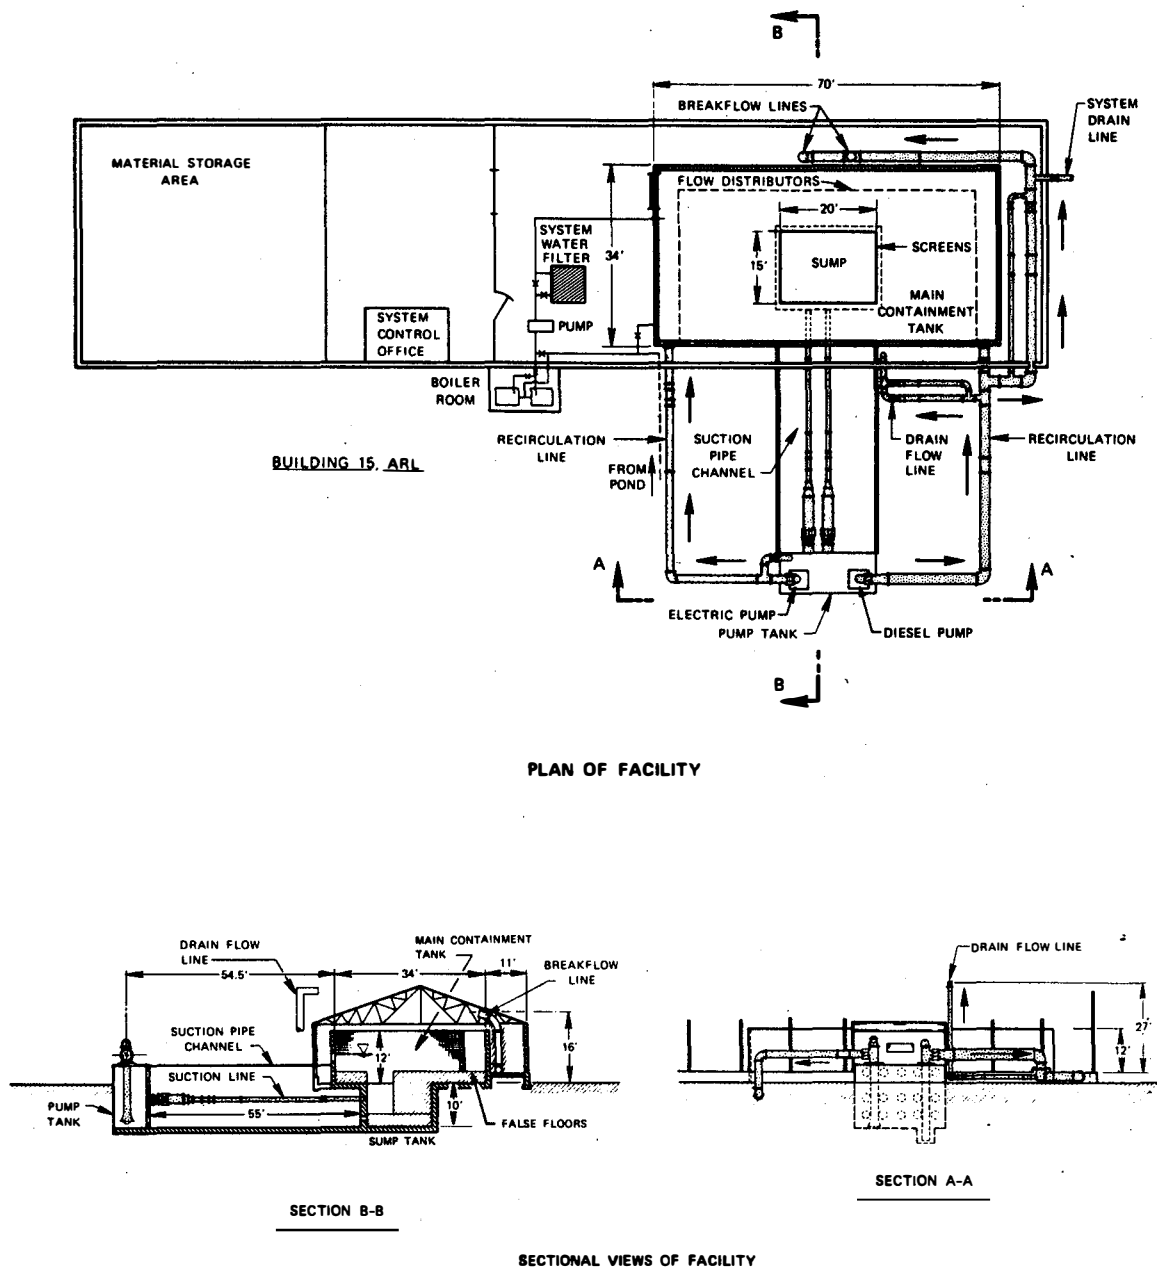 B
70'
BREAKFLOW LINES
SYSTEM
DRAIN
LINE
MATERIAL STORAGE
AREA
FLOW DISTRIBUTORS
20'
SYSTEM
WATER
FILTER
34'
15'
SUMP
SCREENS
MAIN
CONTAINMENT
TANK
SYSTEM
CONTROL
OFFICE
PUMP
BOILER
ROOM
RECIRCULATION
LINE
SUCTION
PIPE
CHANNEL
DRAIN
FLOW
LINE
RECIRCULATION
LINE
BUILDING 15, ARL
FROM
POND
A
A
ELECTRIC PUMP
PUMP TANK
DIESEL PUMP
B
PLAN OF FACILITY
DRAIN FLOW
LINE
MAIN CONTAINMENT
TANK
54.5'
34'
11'
BREAKFLOW
LINE
SUCTION PIPE
CHANNEL
12'
16'
SUCTION LINE
PUMP
TANK
55'
10'
FALSE FLOORS
SUMP TANK
SECTION B-B
DRAIN FLOW LINE
27'
12'
SECTION A-A
SECTIONAL VIEWS OF FACILITY